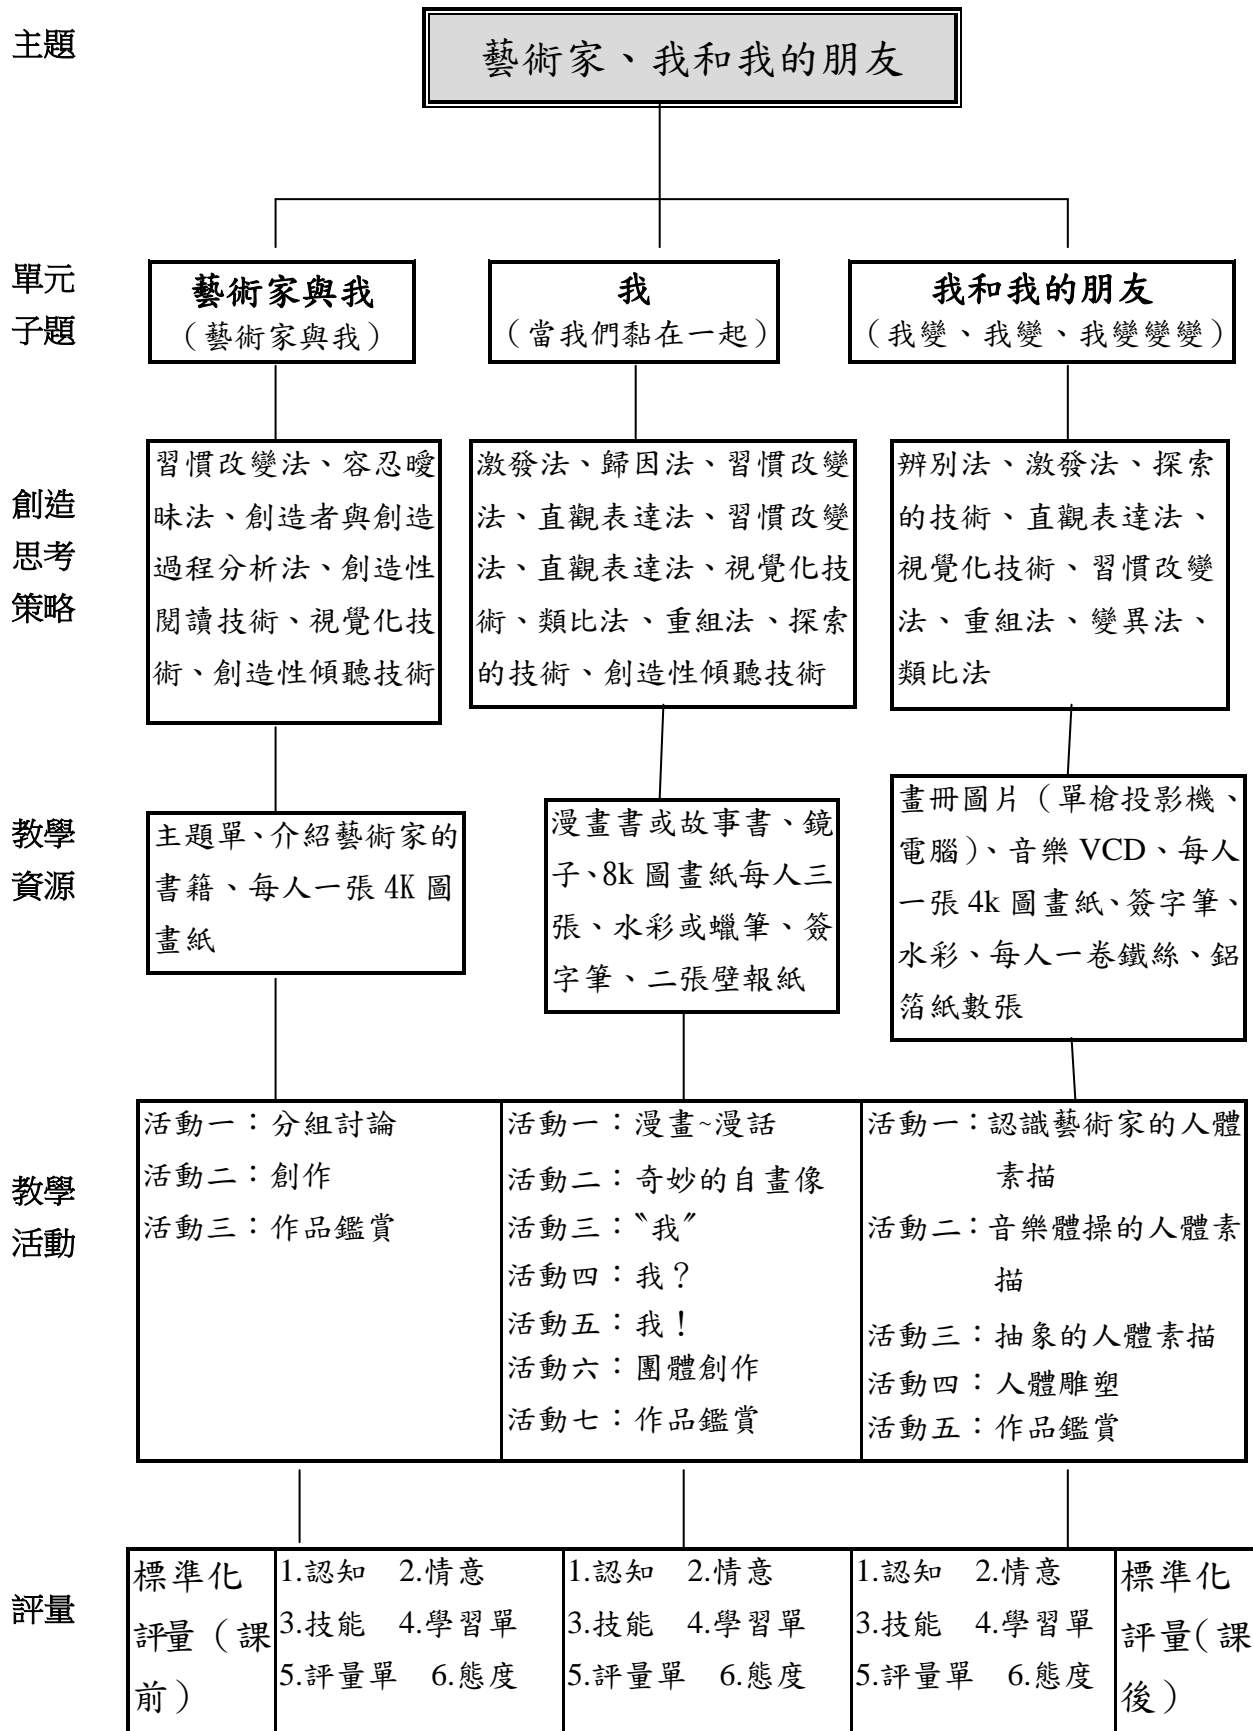 主題
藝術家、我和我的朋友
單元
子題
藝術家與我
（藝術家與我）
我
（當我們黏在一起）
我和我的朋友
（我變、我變、我變變變）
創造
思考
策略
習慣改變法、容忍曖
昧法、創造者與創造
過程分析法、創造性
閱讀技術、視覺化技
術、創造性傾聽技術
激發法、歸因法、習慣改變
法、直觀表達法、習慣改變
法、直觀表達法、視覺化技
術、類比法、重組法、探索
的技術、創造性傾聽技術
辨別法、激發法、探索
的技術、直觀表達法、
視覺化技術、習慣改變
法、重組法、變異法、
類比法
教學
資源
主題單、介紹藝術家的
書籍、每人一張 4K 圖
畫紙
漫畫書或故事書、鏡
子、8k 圖畫紙每人三
張、水彩或蠟筆、簽
字筆、二張壁報紙
畫冊圖片（單槍投影機、
電腦）、音樂 VCD、每人
一張 4k 圖畫紙、簽字筆、
水彩、每人一卷鐵絲、鋁
箔紙數張
教學
活動
活動一：分組討論
活動二：創作
活動三：作品鑑賞
活動一：漫畫~漫話
活動二：奇妙的自畫像
活動三：〝我〞
活動四：我？
活動五：我！
活動六：團體創作
活動七：作品鑑賞
活動一：認識藝術家的人體
素描
活動二：音樂體操的人體素
描
活動三：抽象的人體素描
活動四：人體雕塑
活動五：作品鑑賞
評量
標準化
評量（課
前）
1.認知 2.情意
3.技能 4.學習單
5.評量單 6.態度
1.認知 2.情意
3.技能 4.學習單
5.評量單 6.態度
1.認知 2.情意
3.技能 4.學習單
5.評量單 6.態度
標準化
評量（課
後）